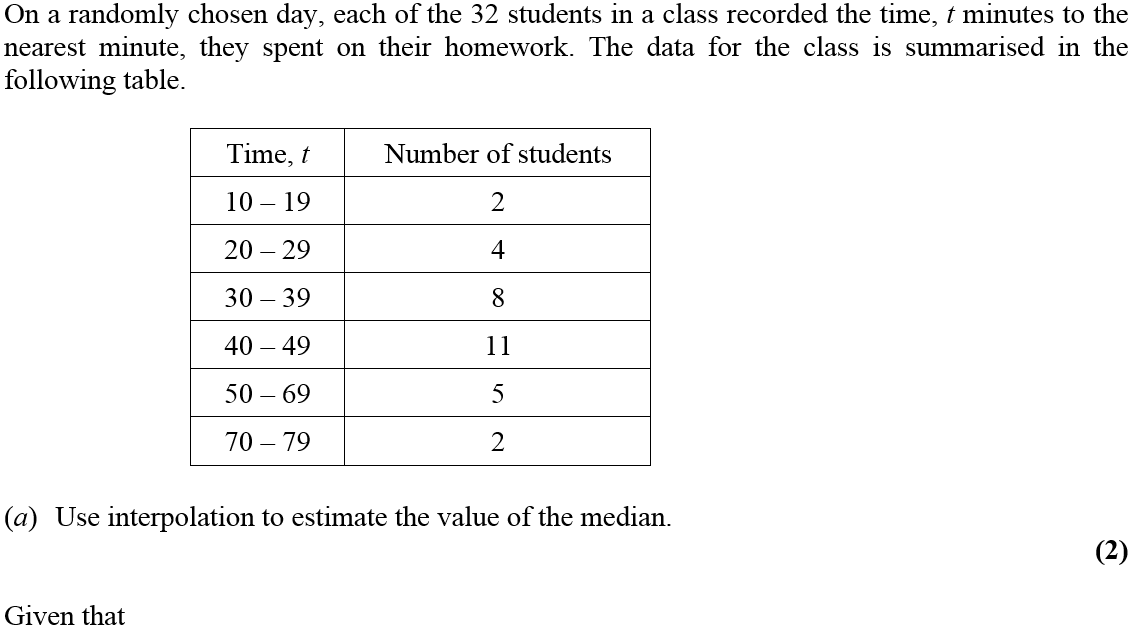 On a randomly chosen day, each of the 32 students in a class recorded the time, t minutes to the
nearest minute, they spent on their homework. The data for the class is summarised in the
following table.
Time, t Number of students
10 – 19 2
20 – 29 4
30 – 39 8
40 – 49 11
50 – 69 5
70 – 79 2
(a) Use interpolation to estimate the value of the median.
(2)
Given that